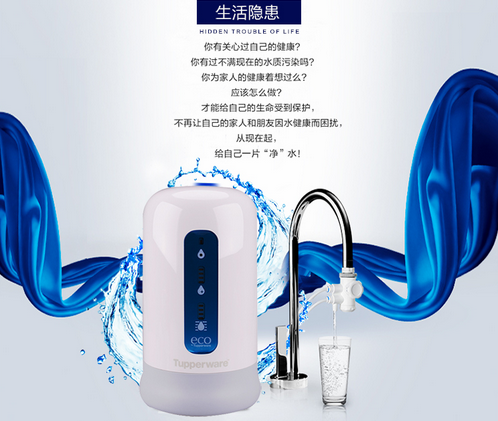 生活隐患
HIDDEN TROUBLE OF LIFE
你有关心过自己的健康?
你有过不满现在的水质污染吗?
你为家人的健康着想过么?
应该怎么做?
才能给自己的生命受到保护,
不再让自己的家人和朋友因水健康而困扰,
从现在起,
给自己一片“净”水!
eco
Tupperware